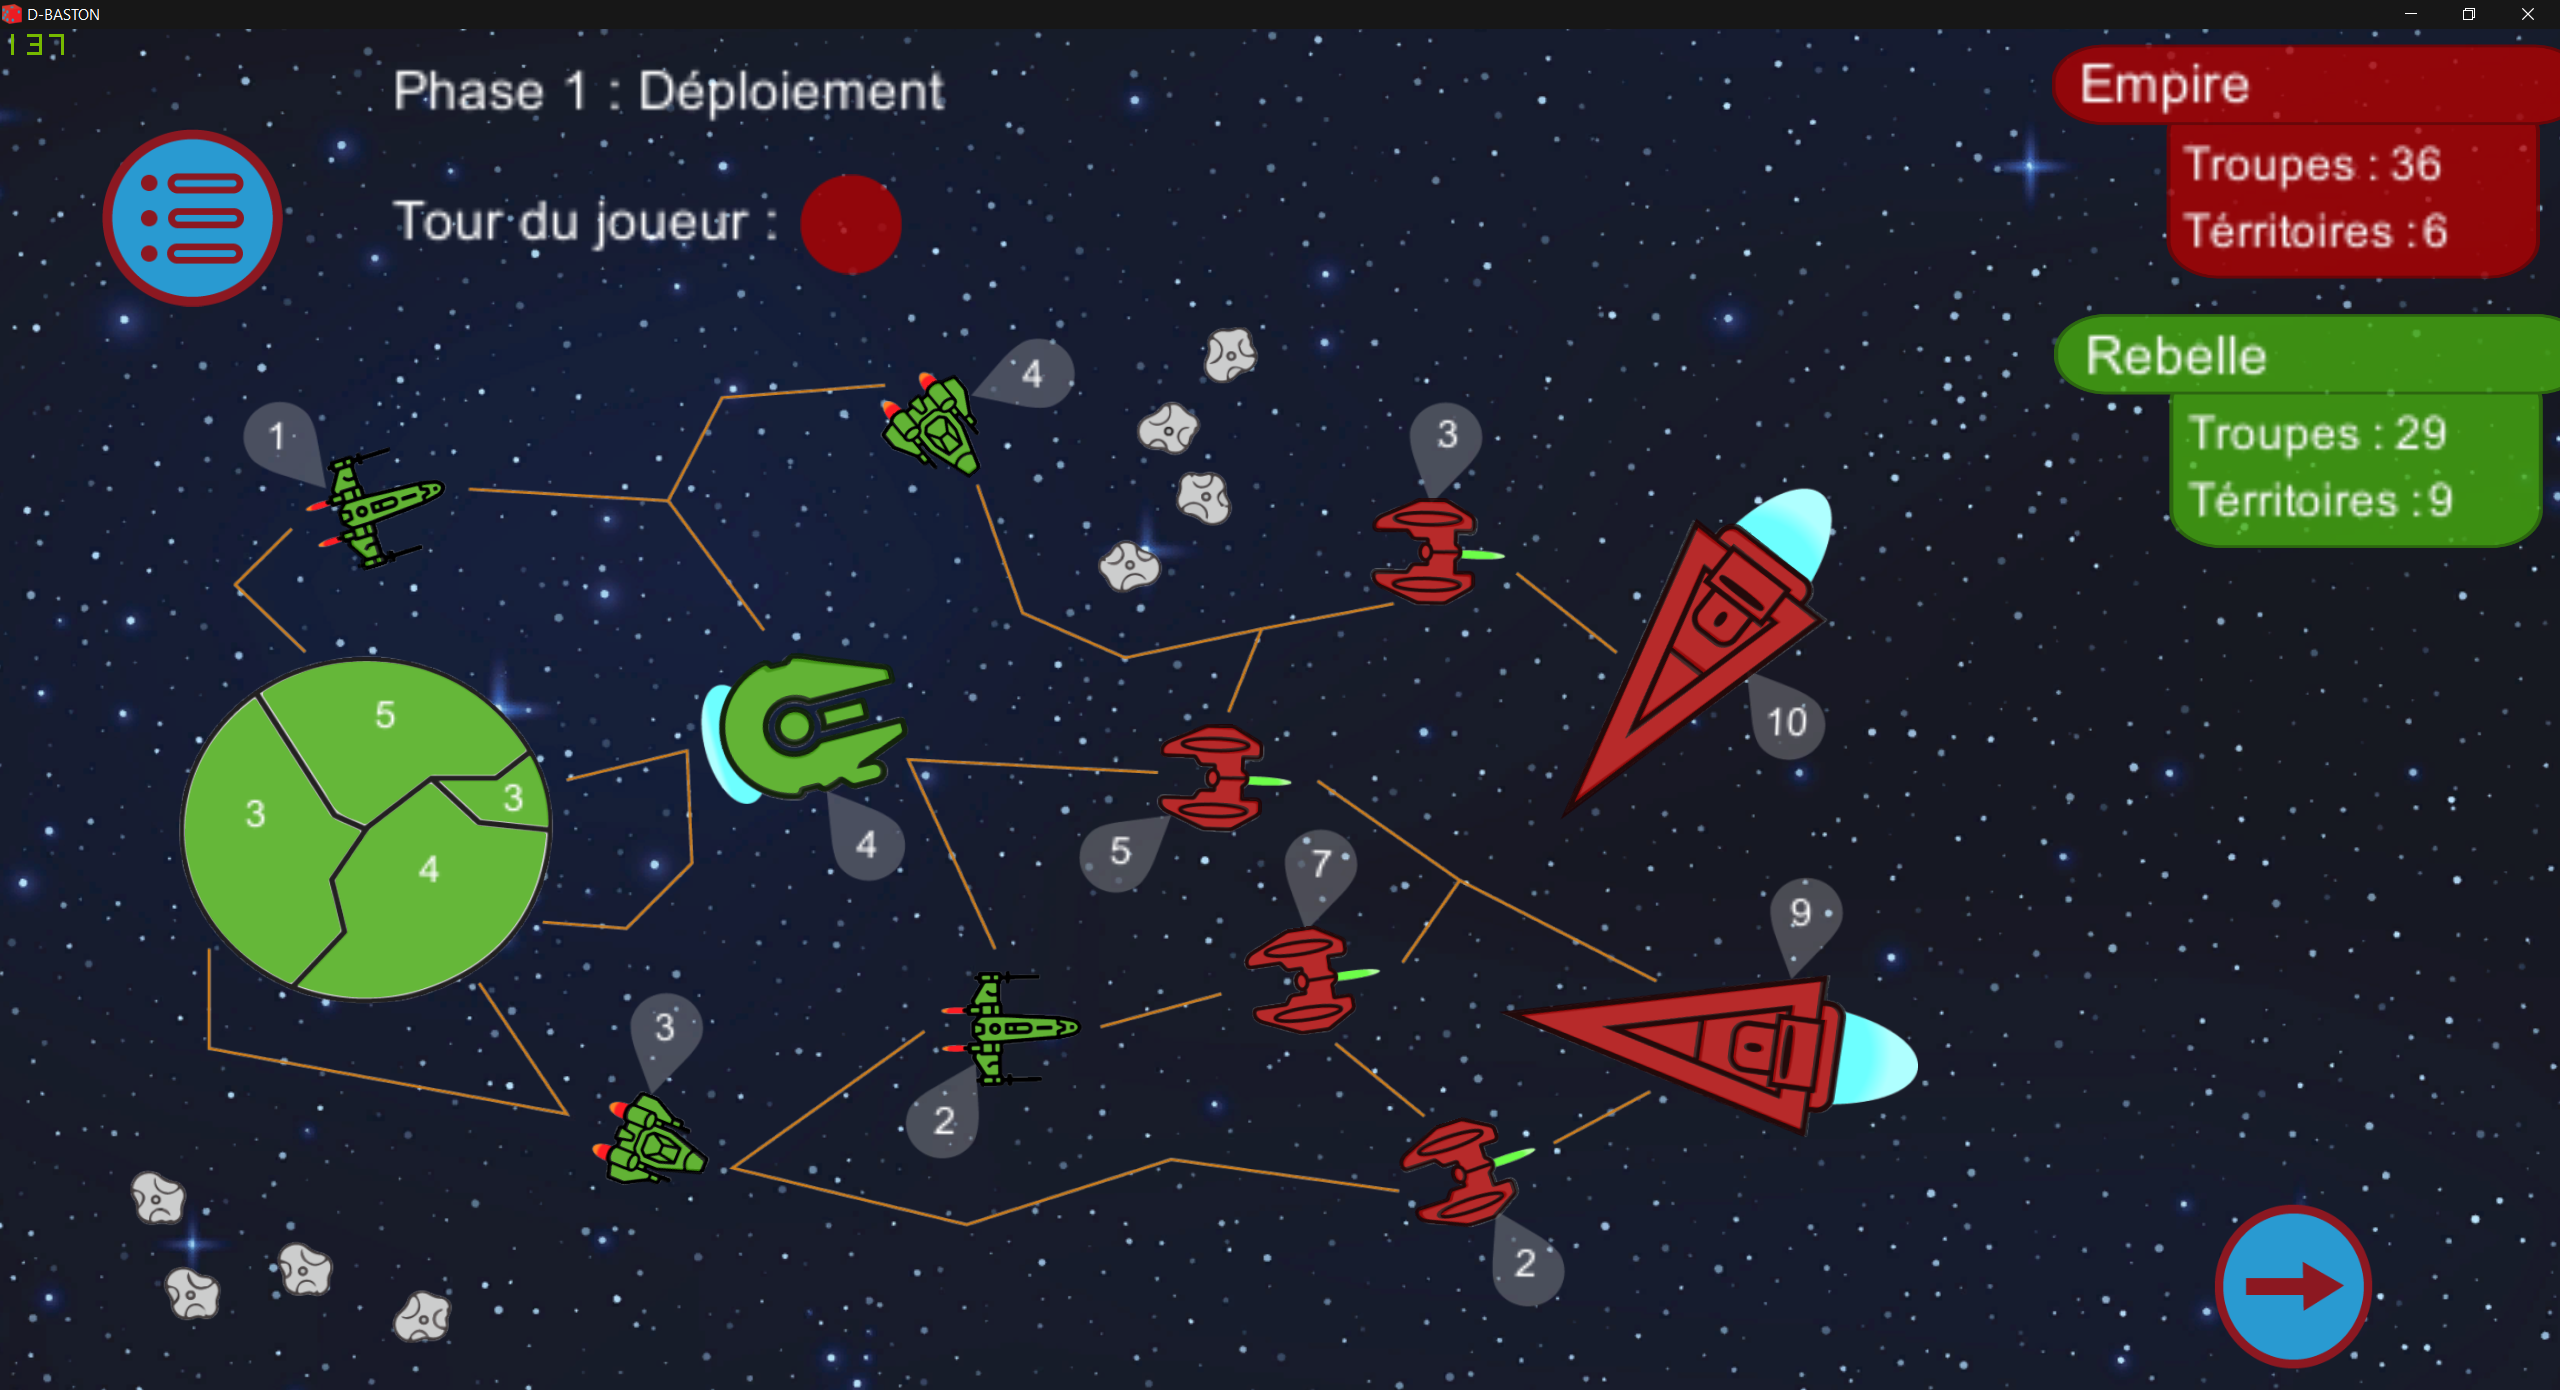 D-BASTON
137
Phase 1 : Déploiement
Tour du joueur :
Empire
Troupes : 36
Térritoires : 6
Rebelle
Troupes : 29
Térritoires : 9
4
1
3
5
10
3
3
4
4
5
7
9
3
2
2